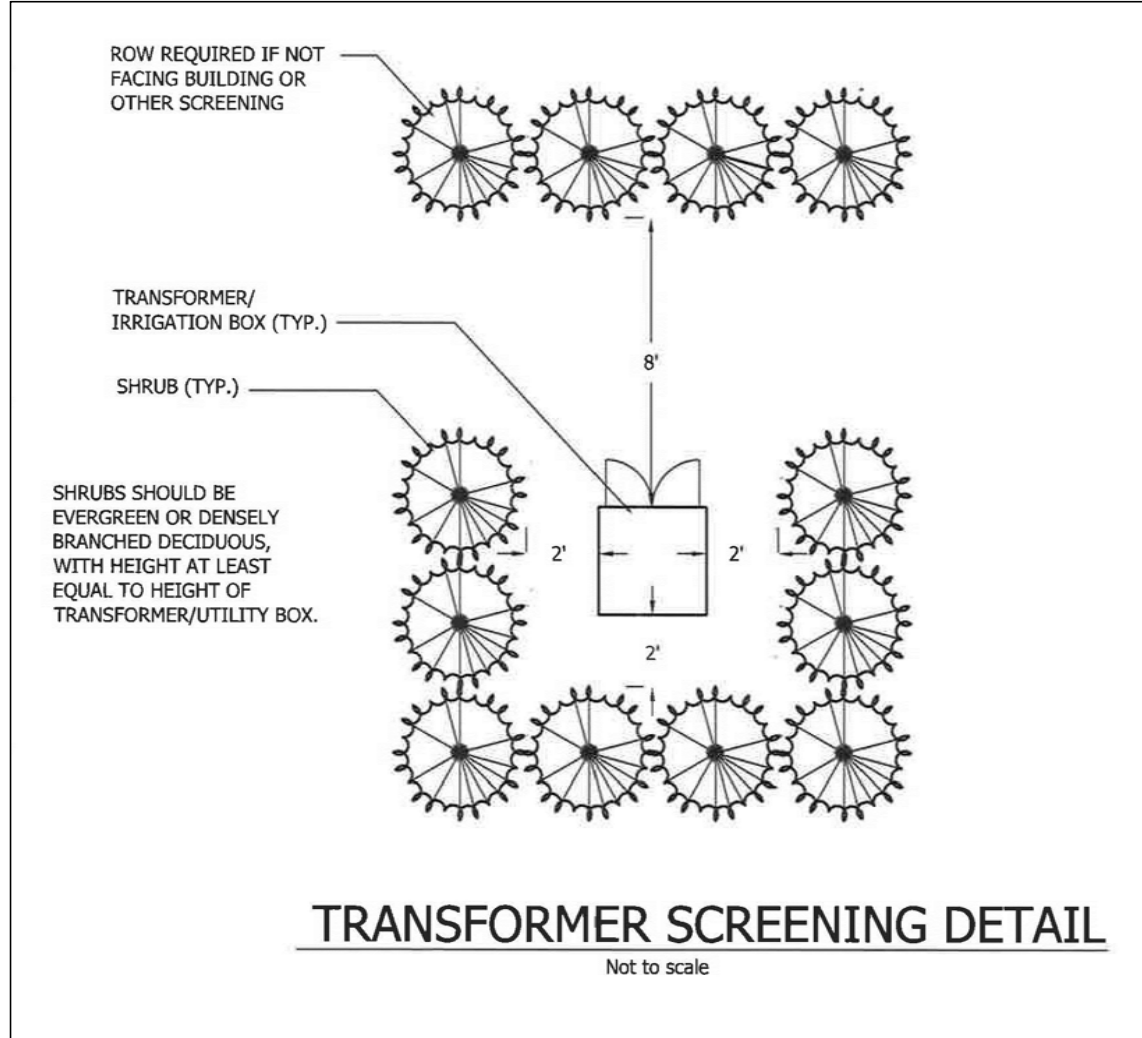 ROW REQUIRED IF NOT
FACING BUILDING OR
OTHER SCREENING
TRANSFORMER/
IRRIGATION BOX (TYP.)
8'
SHRUB (TYP.)
SHRUBS SHOULD BE
EVERGREEN OR DENSELY
BRANCHED DECIDUOUS,
WITH HEIGHT AT LEAST
EQUAL TO HEIGHT OF
TRANSFORMER/UTILITY BOX.
2'
2'
2'
TRANSFORMER SCREENING DETAIL
Not to scale